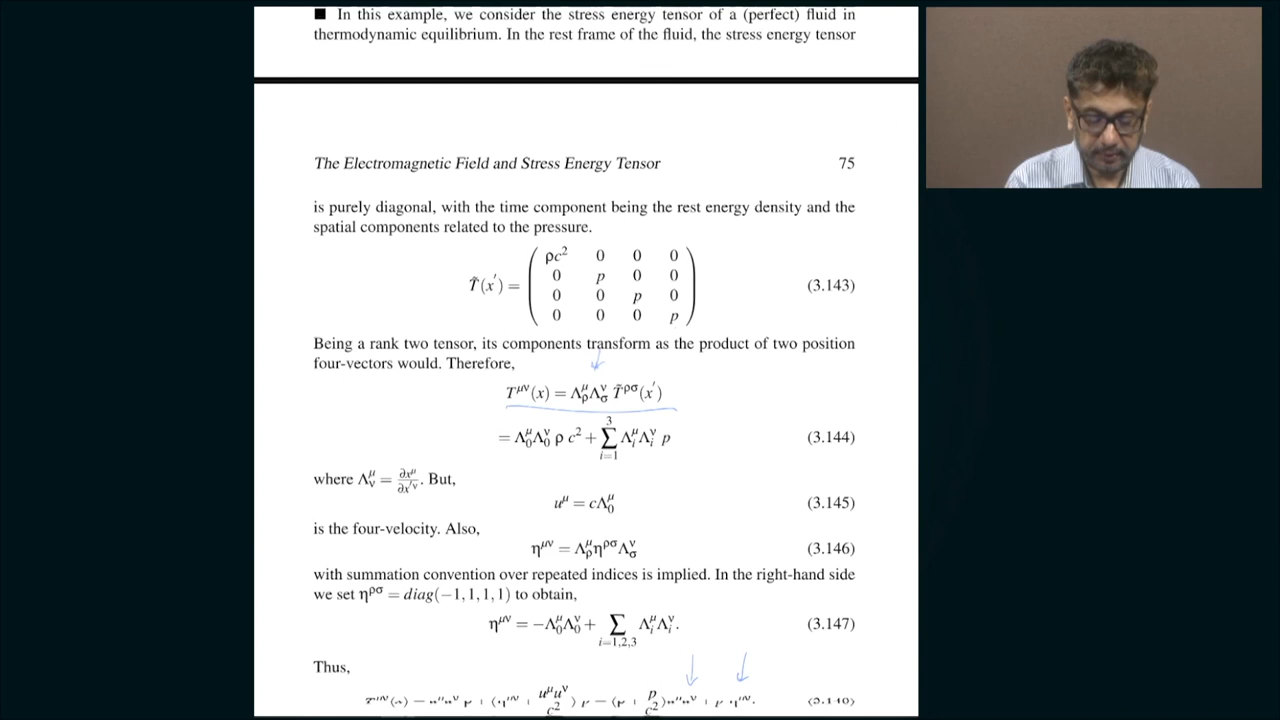 ■ In this example, we consider the stress energy tensor of a (perfect) fluid in
thermodynamic equilibrium. In the rest frame of the fluid, the stress energy tensor
The Electromagnetic Field and Stress Energy Tensor 75
is purely diagonal, with the time component being the rest energy density and the
spatial components related to the pressure.
T̃(x′) = ( ρc² 0 0 0
0 p 0 0
0 0 p 0
0 0 0 p ) (3.143)
Being a rank two tensor, its components transform as the product of two position
four-vectors would. Therefore,
T^{μν}(x) = Λ^μ_ρ Λ^ν_σ T̃^{ρσ}(x′)
= Λ^μ_0 Λ^ν_0 ρ c² + ∑_{i=1}^{3} Λ^μ_i Λ^ν_i p (3.144)
where Λ^μ_ν = ∂x^μ/∂x′^ν. But,
u^μ = cΛ^μ_0 (3.145)
is the four-velocity. Also,
η^{μν} = Λ^μ_ρ η^{ρσ} Λ^ν_σ (3.146)
with summation convention over repeated indices is implied. In the right-hand side
we set η^{ρσ} = diag(−1, 1, 1, 1) to obtain,
η^{μν} = −Λ^μ_0 Λ^ν_0 + ∑_{i=1,2,3} Λ^μ_i Λ^ν_i. (3.147)
Thus,